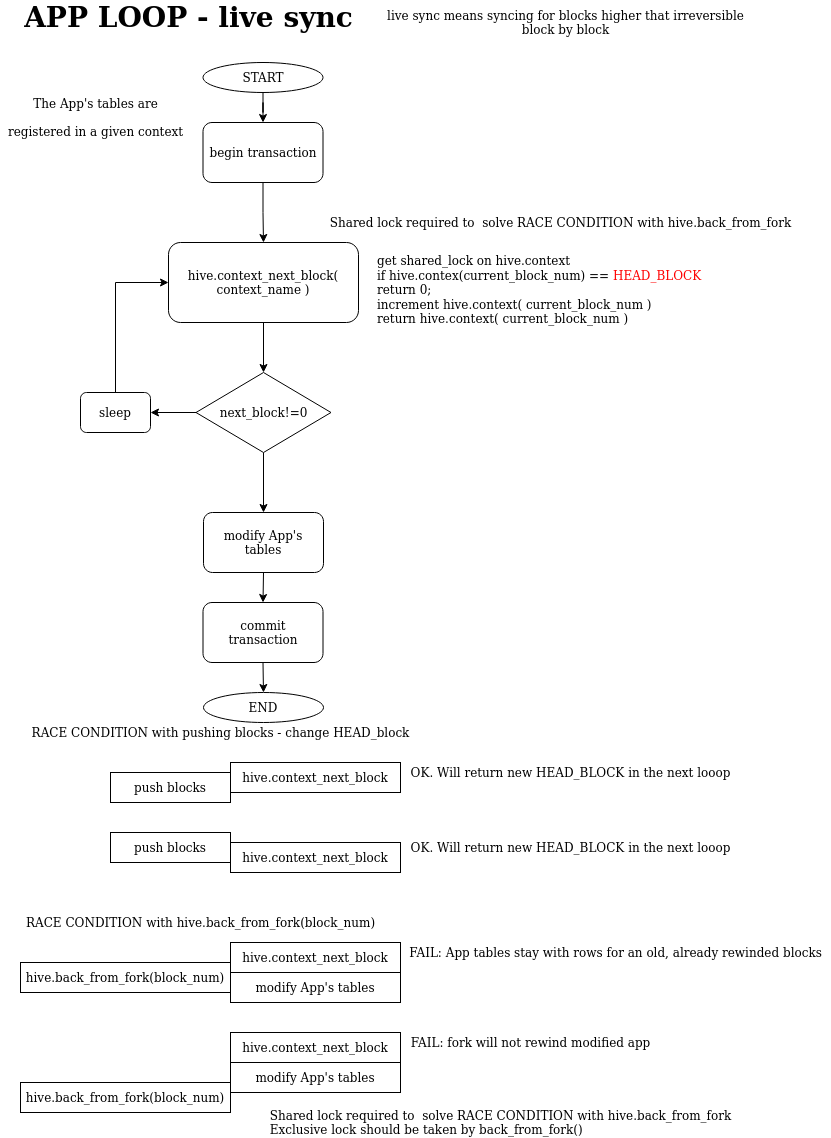 APP LOOP - live sync
live sync means syncing for blocks higher that irreversible
block by block
START
The App's tables are
registered in a given context
begin transaction
Shared lock required to  solve RACE CONDITION with hive.back_from_fork
hive.context_next_block(
context_name )
get shared_lock on hive.context
if hive.contex(current_block_num) == HEAD_BLOCK
return 0;
increment hive.context( current_block_num )
return hive.context( current_block_num )
sleep
next_block!=0
modify App's
tables
commit
transaction
END
RACE CONDITION with pushing blocks - change HEAD_block
push blocks
hive.context_next_block
OK. Will return new HEAD_BLOCK in the next looop
push blocks
hive.context_next_block
OK. Will return new HEAD_BLOCK in the next looop
RACE CONDITION with hive.back_from_fork(block_num)
hive.context_next_block
FAIL: App tables stay with rows for an old, already rewinded blocks
hive.back_from_fork(block_num)
modify App's tables
hive.context_next_block
FAIL: fork will not rewind modified app
modify App's tables
hive.back_from_fork(block_num)
Shared lock required to  solve RACE CONDITION with hive.back_from_fork
Exclusive lock should be taken by back_from_fork()